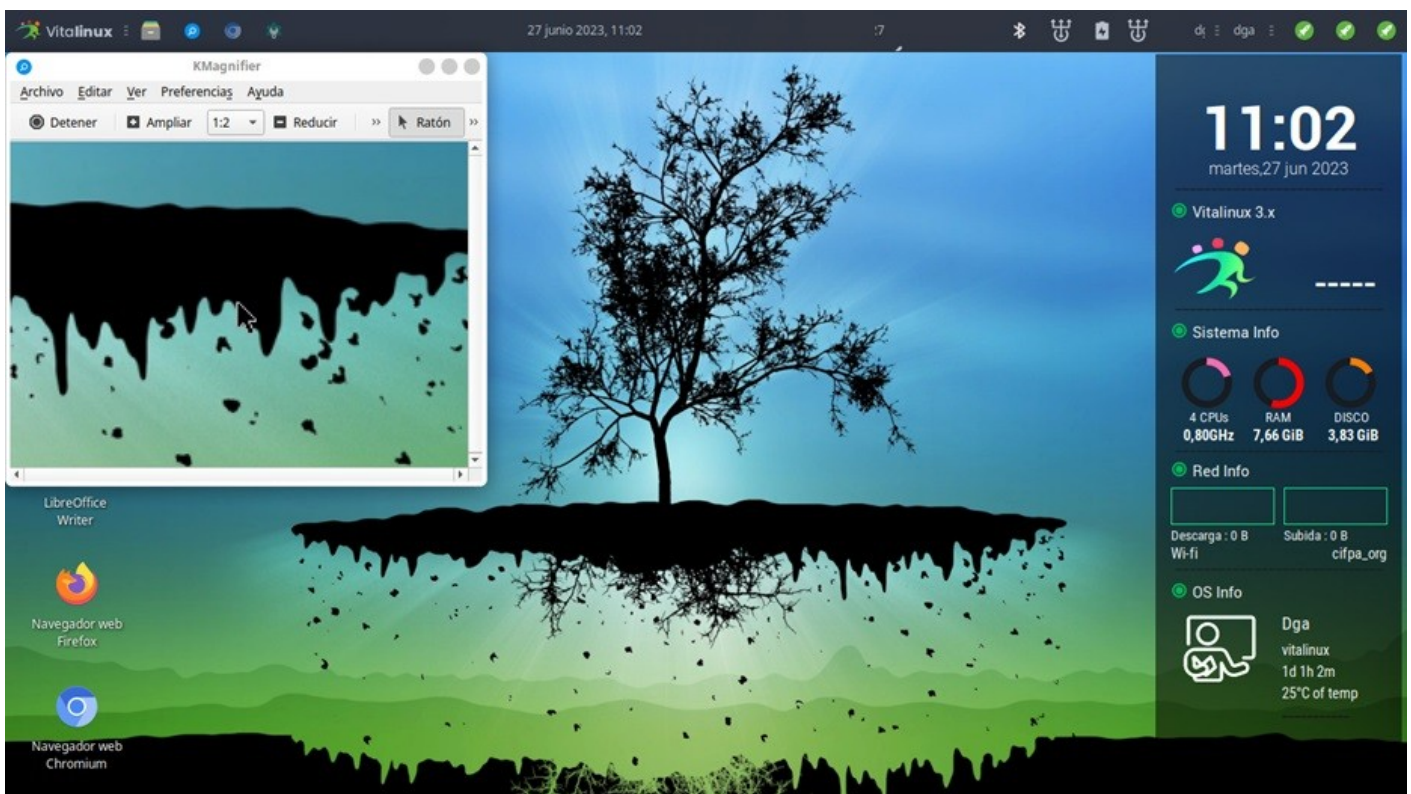 Vitalinux
27 junio 2023, 11:02
:7
dga
KMagnifier
Archivo Editar Ver Preferencias Ayuda
Detener Ampliar 1:2 Reducir » Ratón »
LibreOffice
Writer
Navegador web
Firefox
Navegador web
Chromium
11:02
martes,27 jun 2023
Vitalinux 3.x
-----
Sistema Info
4 CPUs RAM DISCO
0,80GHz 7,66 GiB 3,83 GiB
Red Info
Descarga : 0 B Subida : 0 B
Wi-fi cifpa_org
OS Info
Dga
vitalinux
1d 1h 2m
25°C of temp